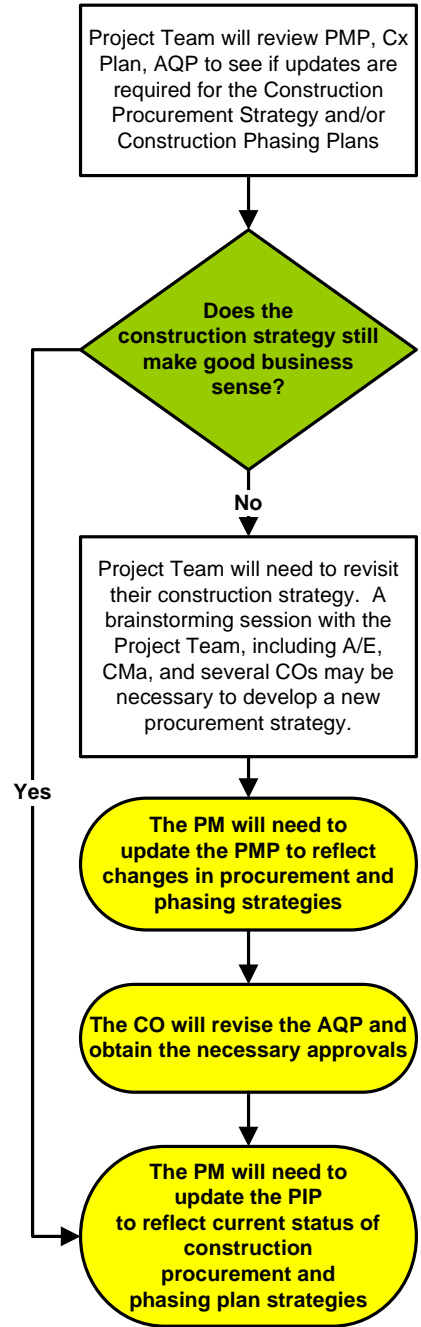 Project Team will review PMP, Cx
Plan, AQP to see if updates are
required for the Construction
Procurement Strategy and/or
Construction Phasing Plans
Does the
construction strategy still
make good business
sense?
No
Project Team will need to revisit
their construction strategy.  A
brainstorming session with the
Project Team, including A/E,
CMa, and several COs may be
necessary to develop a new
procurement strategy.
Yes
The PM will need to
update the PMP to reflect
changes in procurement and
phasing strategies
The CO will revise the AQP and
obtain the necessary approvals
The PM will need to
update the PIP
to reflect current status of
construction
procurement and
phasing plan strategies